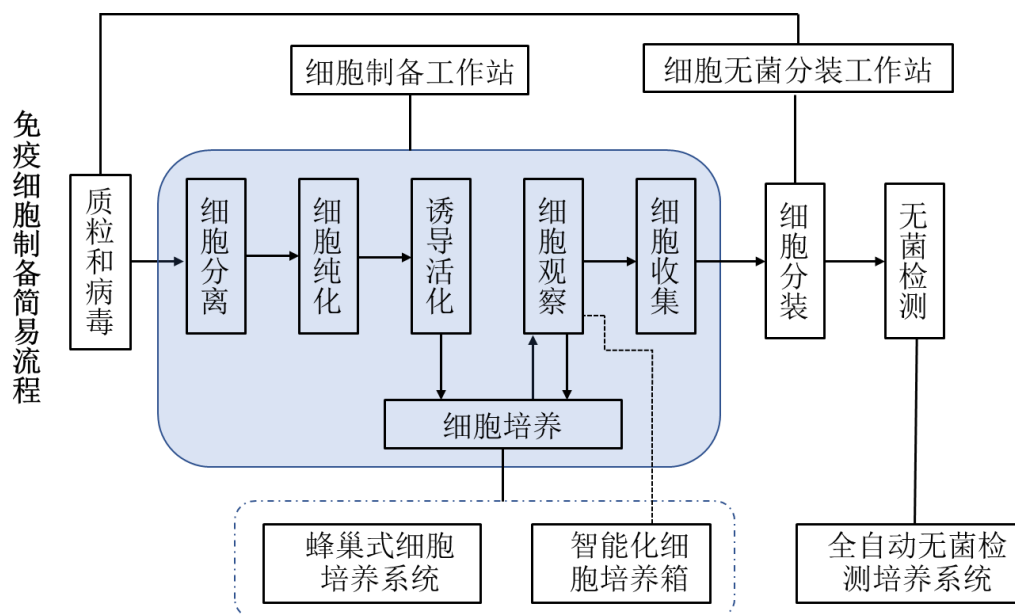 细胞制备工作站
细胞无菌分装工作站
免疫细胞制备简易流程
质粒和病毒
细胞分离
细胞纯化
诱导活化
细胞观察
细胞收集
细胞分装
无菌检测
细胞培养
蜂巢式细胞
培养系统
智能化细
胞培养箱
全自动无菌检
测培养系统